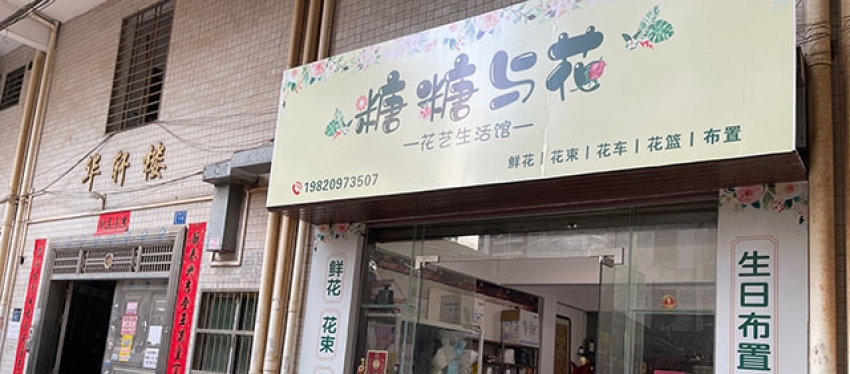 糖糖与花
花艺生活馆
鲜花 | 花束 | 花车 | 花篮 | 布置
19820973507
华轩楼
鲜花
花束
生日布置